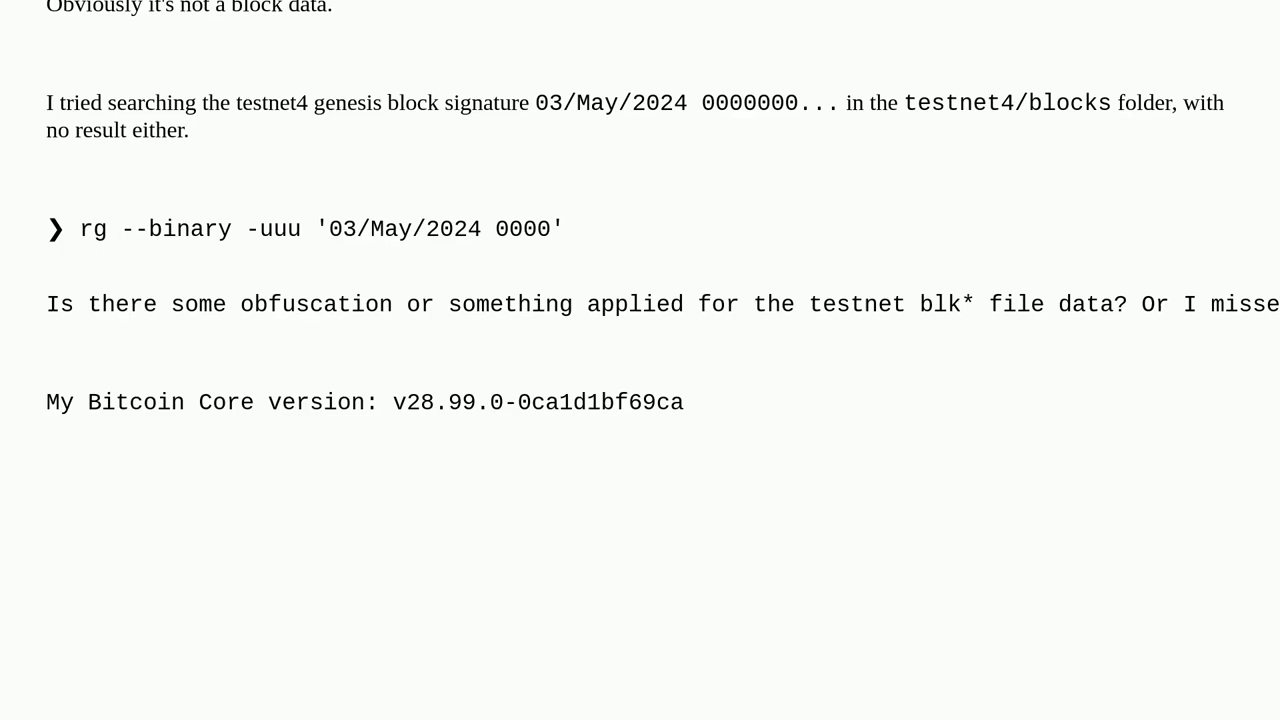 Obviously it's not a block data.
I tried searching the testnet4 genesis block signature 03/May/2024 0000000... in the testnet4/blocks folder, with
no result either.
❯ rg --binary -uuu '03/May/2024 0000'
Is there some obfuscation or something applied for the testnet blk* file data? Or I misse
My Bitcoin Core version: v28.99.0-0ca1d1bf69ca